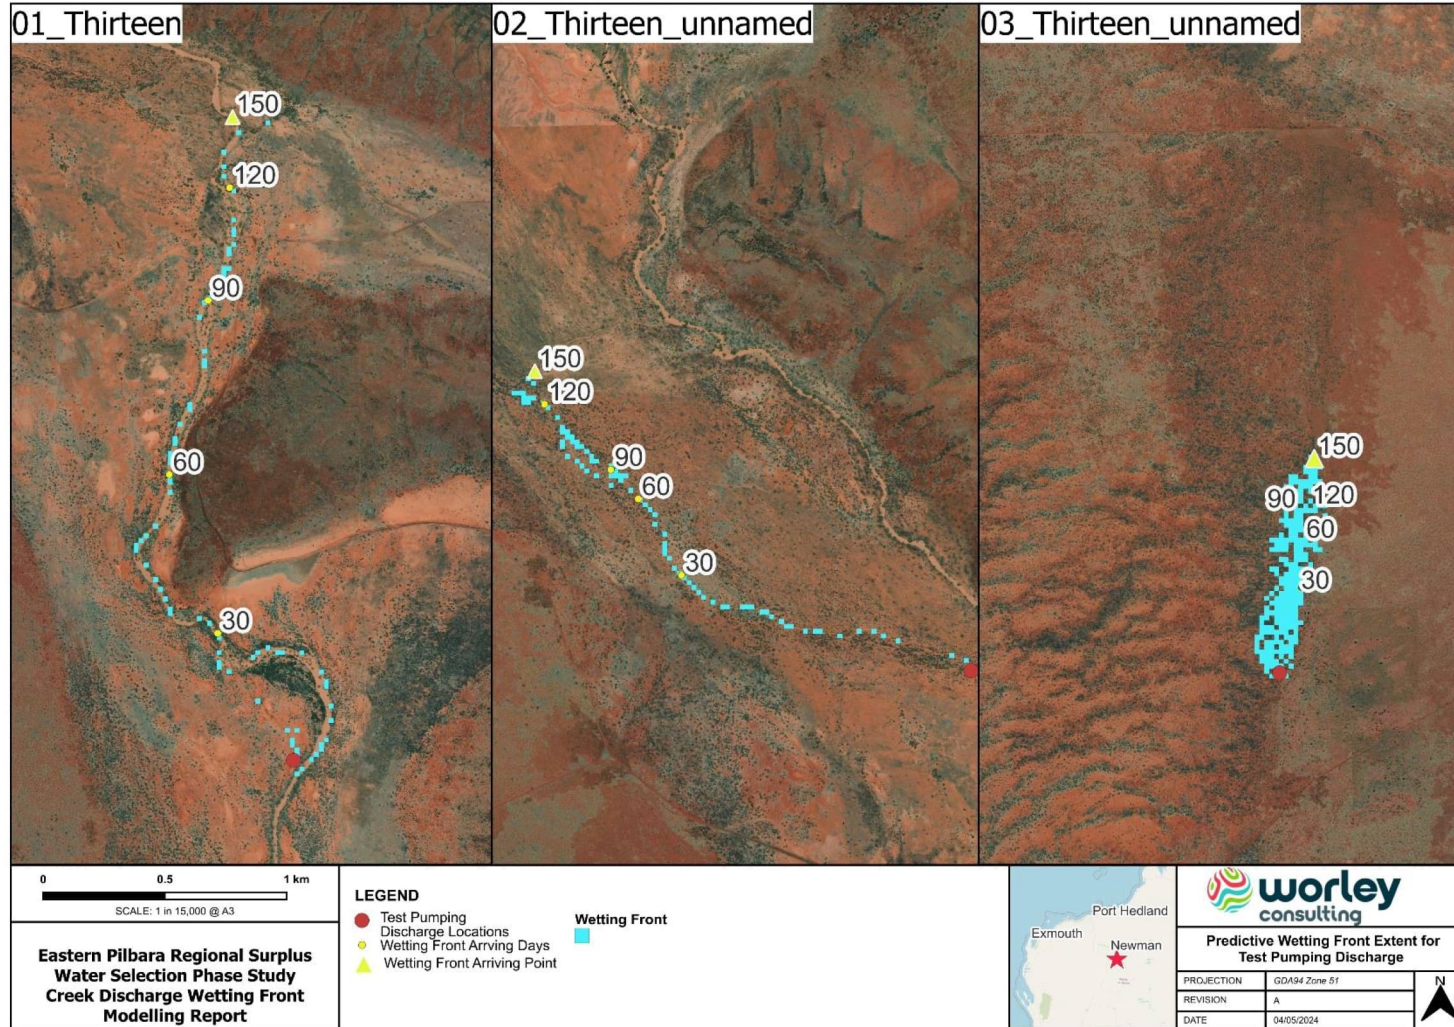 01_Thirteen
150
120
90
60
30
02_Thirteen_unnamed
150
120
90
60
30
03_Thirteen_unnamed
150
90 120
60
30
0 0.5 1 km
SCALE: 1 in 15,000 @ A3
Eastern Pilbara Regional Surplus
Water Selection Phase Study
Creek Discharge Wetting Front
Modelling Report
LEGEND
Test Pumping
Discharge Locations
Wetting Front Arriving Days
Wetting Front Arriving Point
Wetting Front
Port Hedland
Exmouth
Newman
worley
consulting
Predictive Wetting Front Extent for
Test Pumping Discharge
PROJECTION GDA94 Zone 51
REVISION A
DATE 04/05/2024
N